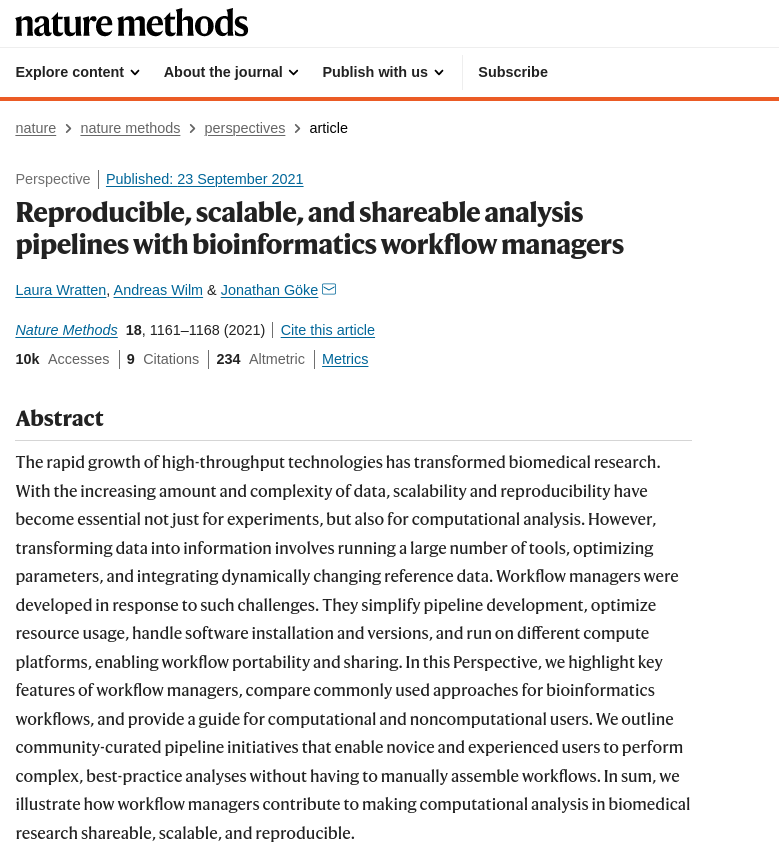 nature methods
Explore content About the journal Publish with us Subscribe
nature > nature methods > perspectives > article
Perspective | Published: 23 September 2021
Reproducible, scalable, and shareable analysis
pipelines with bioinformatics workflow managers
Laura Wratten, Andreas Wilm & Jonathan Göke
Nature Methods 18, 1161–1168 (2021) | Cite this article
10k Accesses | 9 Citations | 234 Altmetric | Metrics
Abstract
The rapid growth of high-throughput technologies has transformed biomedical research.
With the increasing amount and complexity of data, scalability and reproducibility have
become essential not just for experiments, but also for computational analysis. However,
transforming data into information involves running a large number of tools, optimizing
parameters, and integrating dynamically changing reference data. Workflow managers were
developed in response to such challenges. They simplify pipeline development, optimize
resource usage, handle software installation and versions, and run on different compute
platforms, enabling workflow portability and sharing. In this Perspective, we highlight key
features of workflow managers, compare commonly used approaches for bioinformatics
workflows, and provide a guide for computational and noncomputational users. We outline
community-curated pipeline initiatives that enable novice and experienced users to perform
complex, best-practice analyses without having to manually assemble workflows. In sum, we
illustrate how workflow managers contribute to making computational analysis in biomedical
research shareable, scalable, and reproducible.